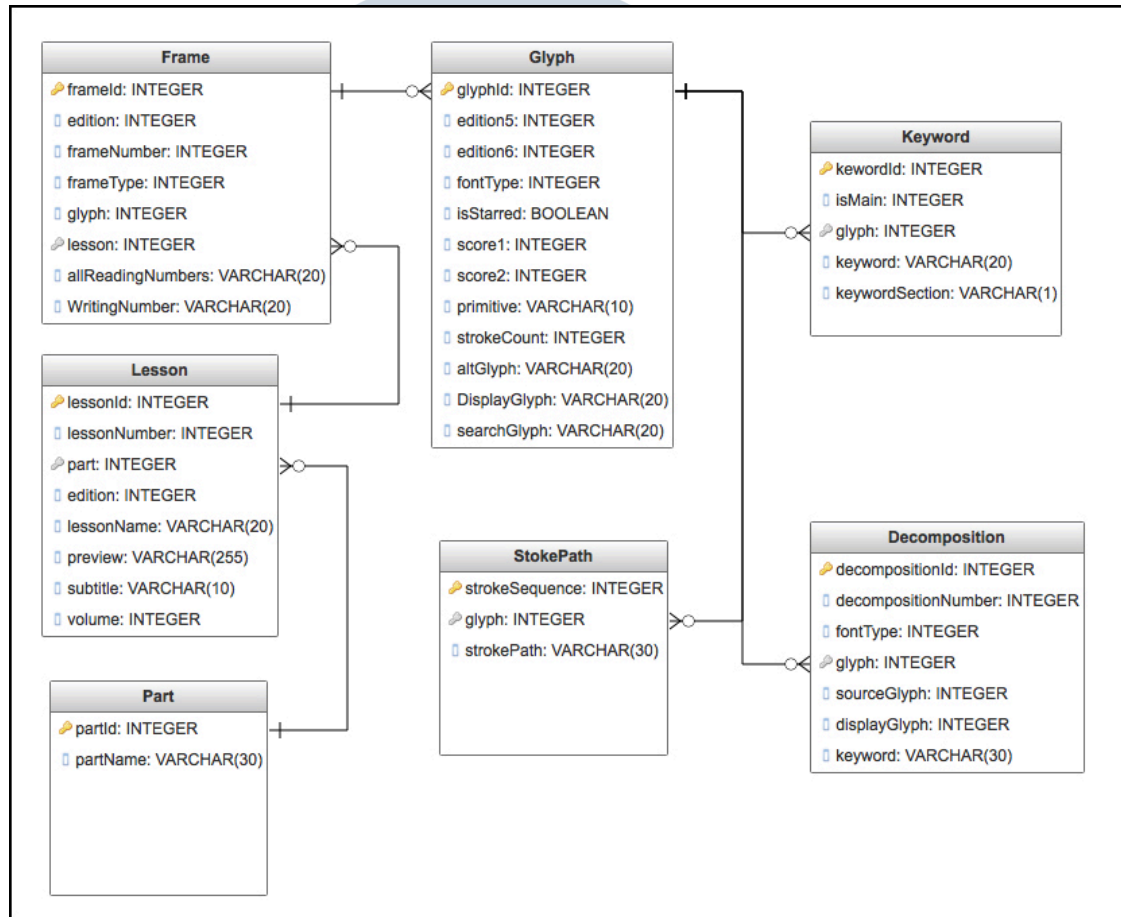 Frame
frameId: INTEGER
edition: INTEGER
frameNumber: INTEGER
frameType: INTEGER
glyph: INTEGER
lesson: INTEGER
allReadingNumbers: VARCHAR(20)
WritingNumber: VARCHAR(20)
Glyph
glyphId: INTEGER
edition5: INTEGER
edition6: INTEGER
fontType: INTEGER
isStarred: BOOLEAN
score1: INTEGER
score2: INTEGER
primitive: VARCHAR(10)
strokeCount: INTEGER
altGlyph: VARCHAR(20)
DisplayGlyph: VARCHAR(20)
searchGlyph: VARCHAR(20)
Keyword
kewordId: INTEGER
isMain: INTEGER
glyph: INTEGER
keyword: VARCHAR(20)
keywordSection: VARCHAR(1)
Lesson
lessonId: INTEGER
lessonNumber: INTEGER
part: INTEGER
edition: INTEGER
lessonName: VARCHAR(20)
preview: VARCHAR(255)
subtitle: VARCHAR(10)
volume: INTEGER
StokePath
strokeSequence: INTEGER
glyph: INTEGER
strokePath: VARCHAR(30)
Decomposition
decompositionId: INTEGER
decompositionNumber: INTEGER
fontType: INTEGER
glyph: INTEGER
sourceGlyph: INTEGER
displayGlyph: INTEGER
keyword: VARCHAR(30)
Part
partId: INTEGER
partName: VARCHAR(30)